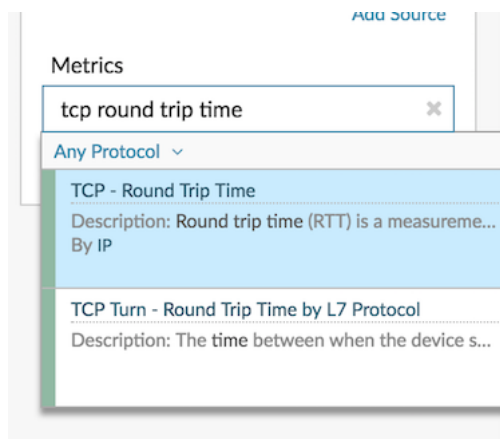 Add Source
Metrics
tcp round trip time
Any Protocol
TCP - Round Trip Time
Description: Round trip time (RTT) is a measureme...
By IP
TCP Turn - Round Trip Time by L7 Protocol
Description: The time between when the device s...